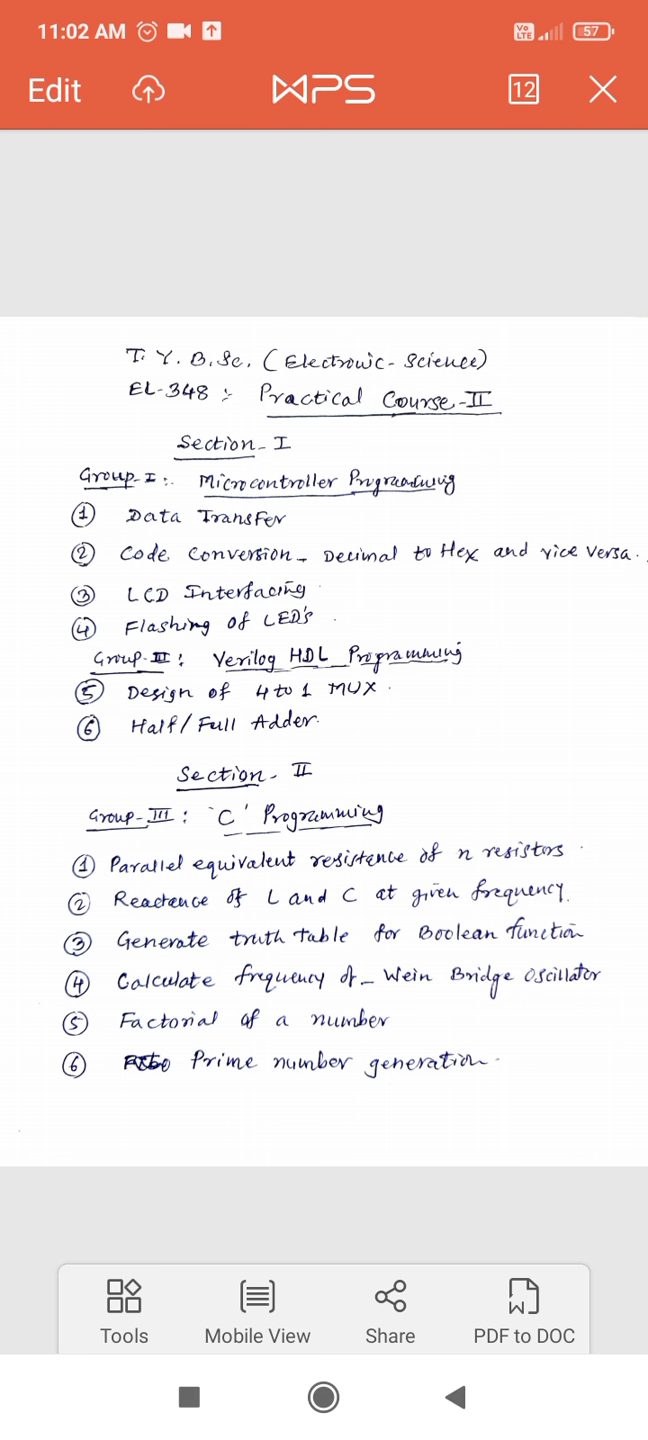 11:02 AM Vo LTE 57
Edit WPS 12
T. Y. B.Sc. (Electronic-Science)
EL-348 :- Practical Course-II
Section-I
Group-I :. Microcontroller Programming
① Data Transfer
② Code Conversion - Decimal to Hex and vice versa.
③ LCD Interfacing
④ Flashing of LED's
Group-II : Verilog HDL Programming
⑤ Design of 4 to 1 MUX
⑥ Half/Full Adder.
Section-II
Group-III : 'C' Programming
① Parallel equivalent resistence of n resistors
② Reactence of L and C at given frequency.
③ Generate truth table for Boolean function
④ Calculate frequency of - Wein Bridge Oscillator
⑤ Factorial of a number
⑥ Prime number generation.
Tools Mobile View Share PDF to DOC